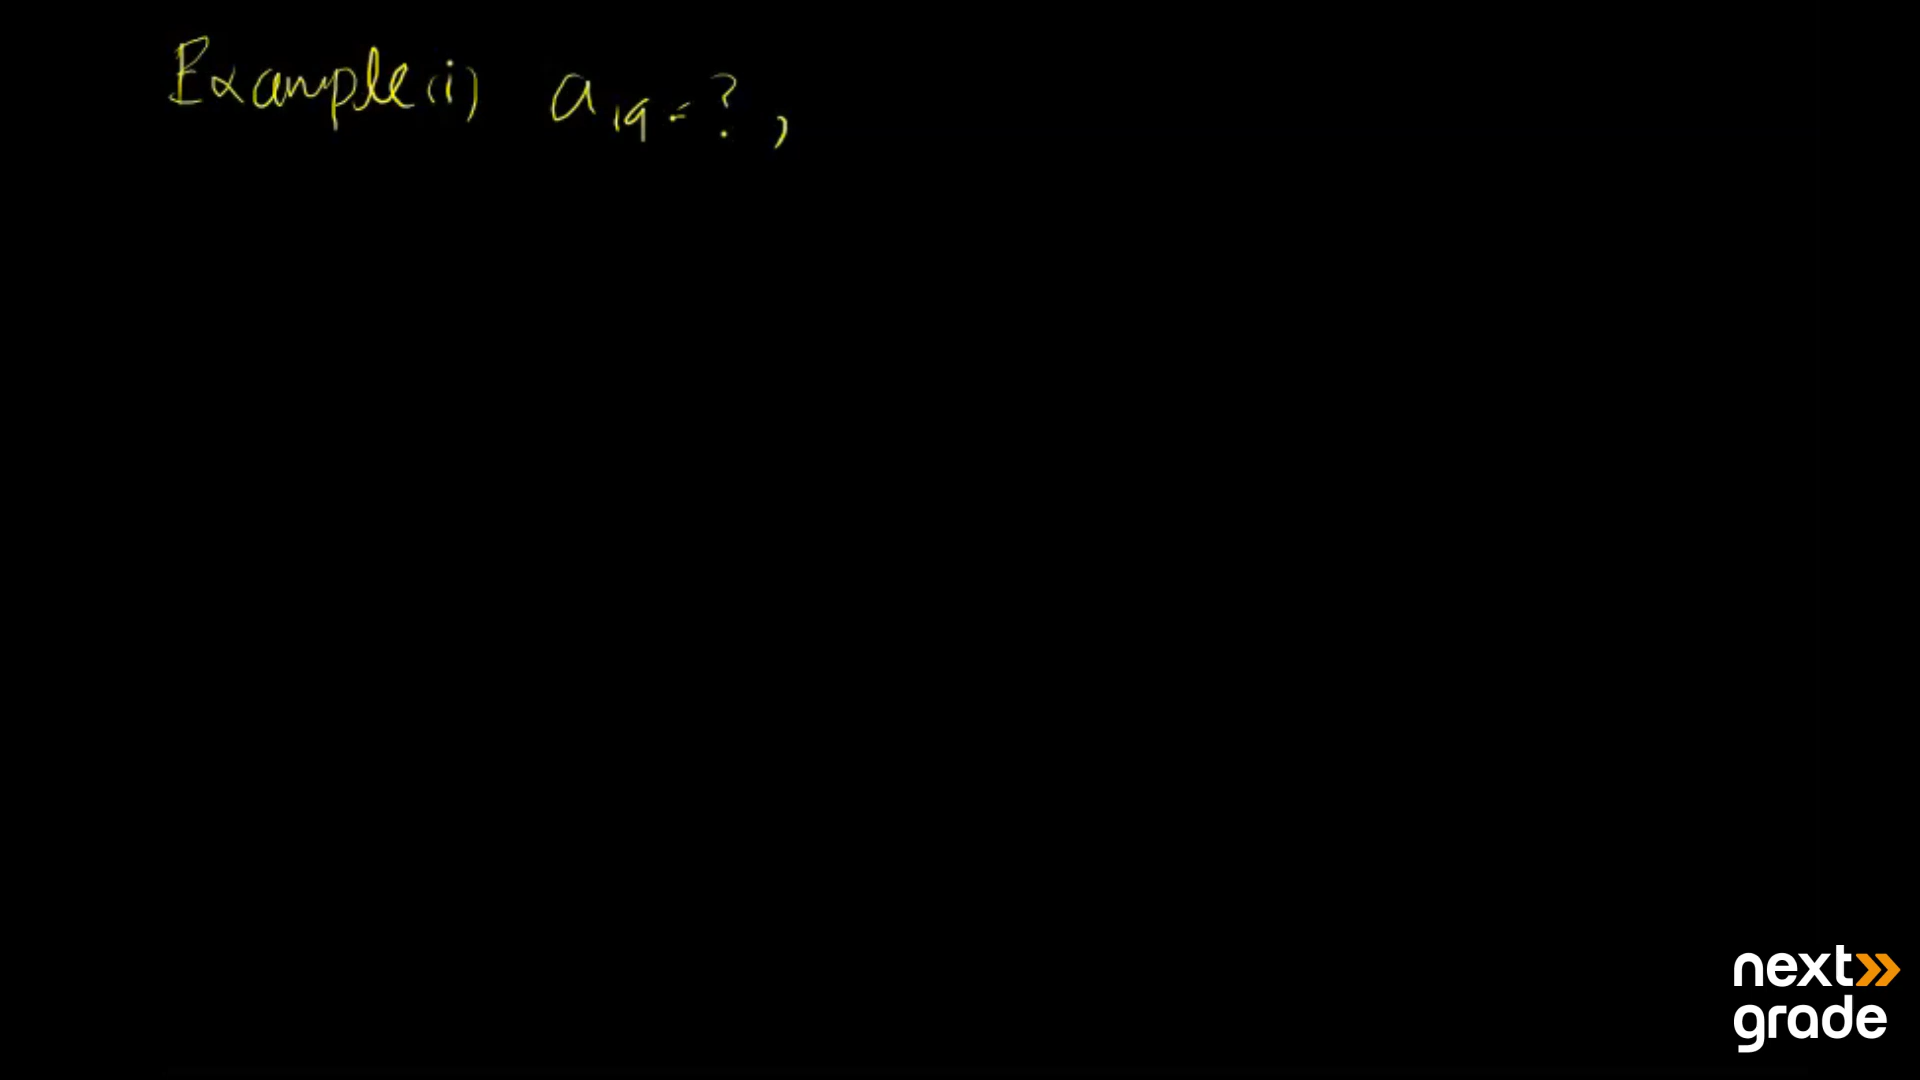 Example (i) a₁₉ = ? ,
next
grade